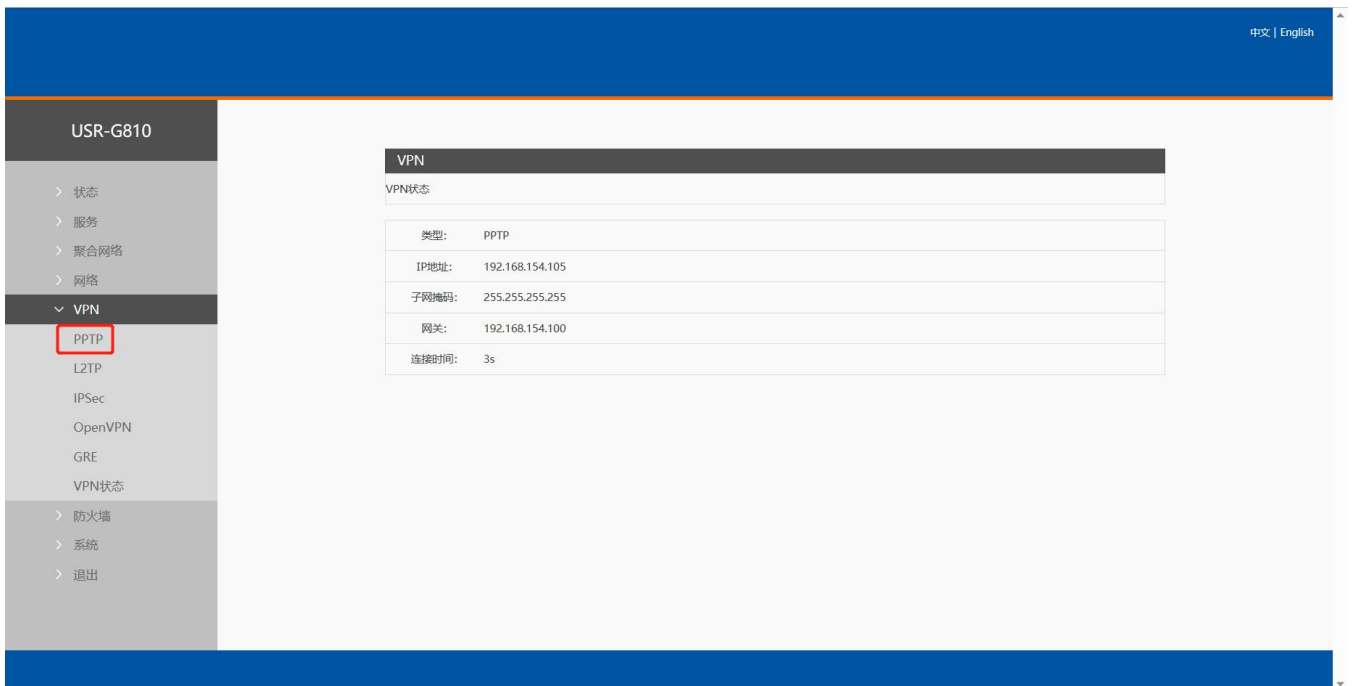 中文 | English
USR-G810
状态
服务
聚合网络
网络
VPN
PPTP
L2TP
IPSec
OpenVPN
GRE
VPN状态
防火墙
系统
退出
VPN
VPN状态
类型: PPTP
IP地址: 192.168.154.105
子网掩码: 255.255.255.255
网关: 192.168.154.100
连接时间: 3s